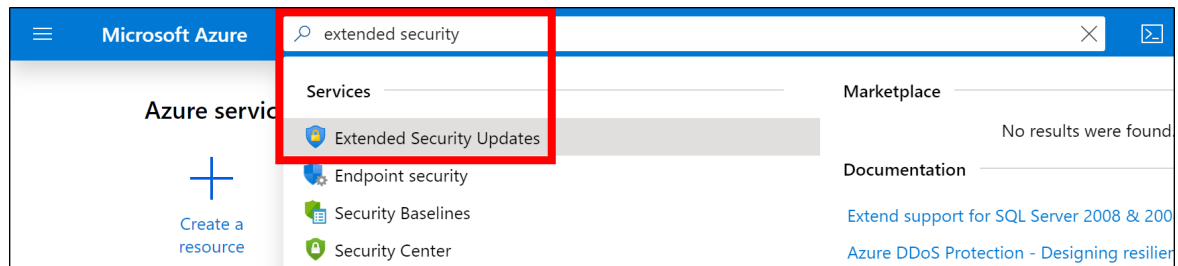 Microsoft Azure
extended security
Azure servic
Create a
resource
Services
Extended Security Updates
Endpoint security
Security Baselines
Security Center
Marketplace
No results were found.
Documentation
Extend support for SQL Server 2008 & 200
Azure DDoS Protection - Designing resilier